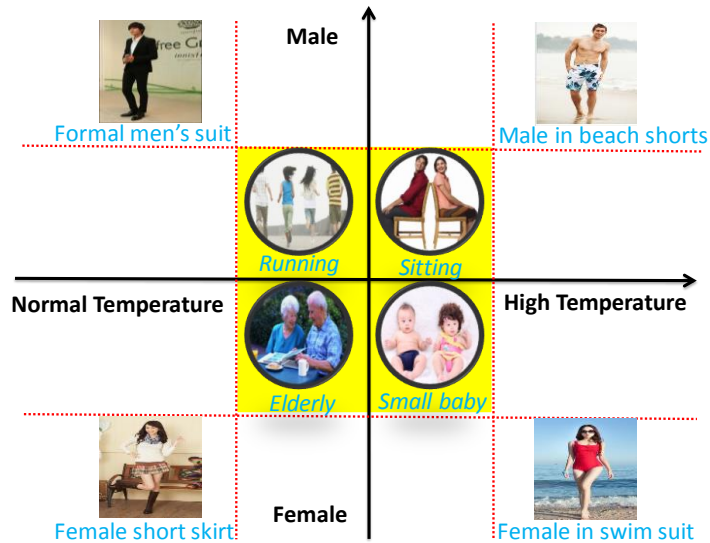 Male
free G
Formal men's suit
Male in beach shorts
Running
Sitting
Normal Temperature
High Temperature
Elderly
Small baby
Female short skirt
Female
Female in swim suit